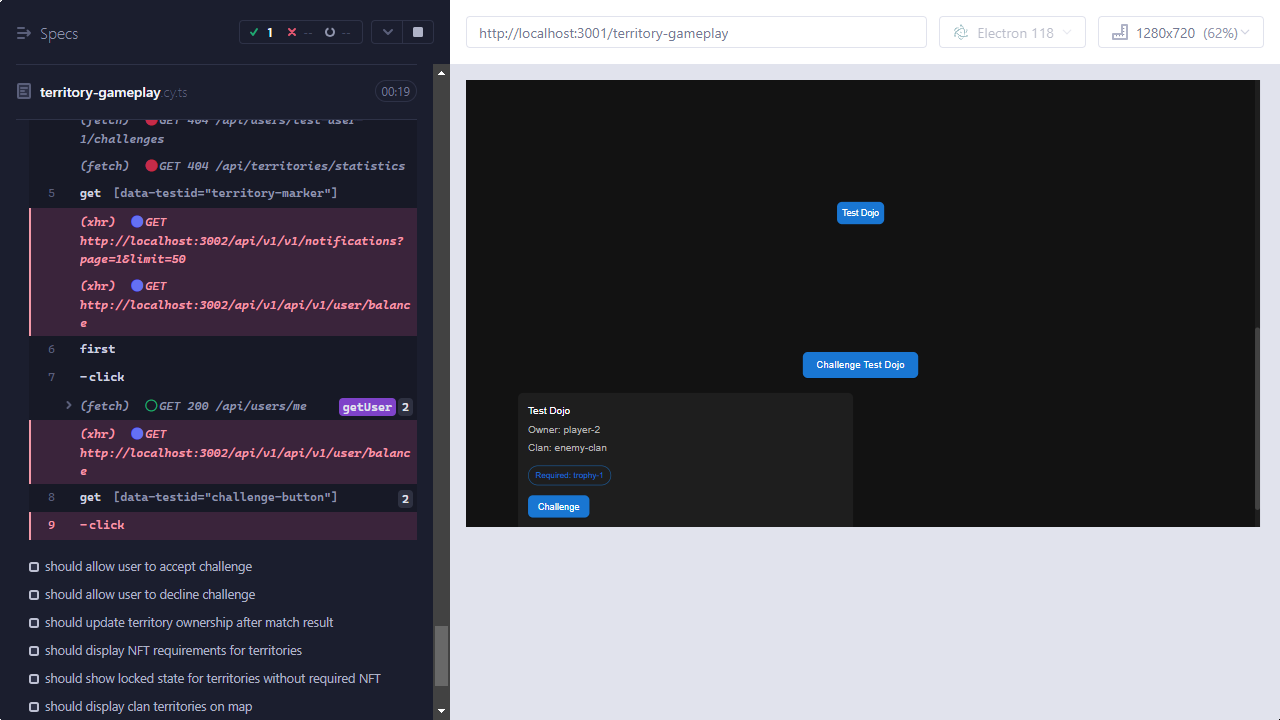 Specs
1
--
--
http://localhost:3001/territory-gameplay
Electron 118
1280x720 (62%)
territory-gameplay.cy.ts
00:19
(fetch) GET 404 /api/users/test-user-
1/challenges
(fetch) GET 404 /api/territories/statistics
5 get [data-testid="territory-marker"]
(xhr) GET
http://localhost:3002/api/v1/v1/notifications?
page=1&limit=50
(xhr) GET
http://localhost:3002/api/v1/api/v1/user/balanc
e
6 first
7 -click
(fetch) GET 200 /api/users/me getUser 2
(xhr) GET
http://localhost:3002/api/v1/api/v1/user/balanc
e
8 get [data-testid="challenge-button"] 2
9 -click
should allow user to accept challenge
should allow user to decline challenge
should update territory ownership after match result
should display NFT requirements for territories
should show locked state for territories without required NFT
should display clan territories on map
Test Dojo
Challenge Test Dojo
Test Dojo
Owner: player-2
Clan: enemy-clan
Required: trophy-1
Challenge